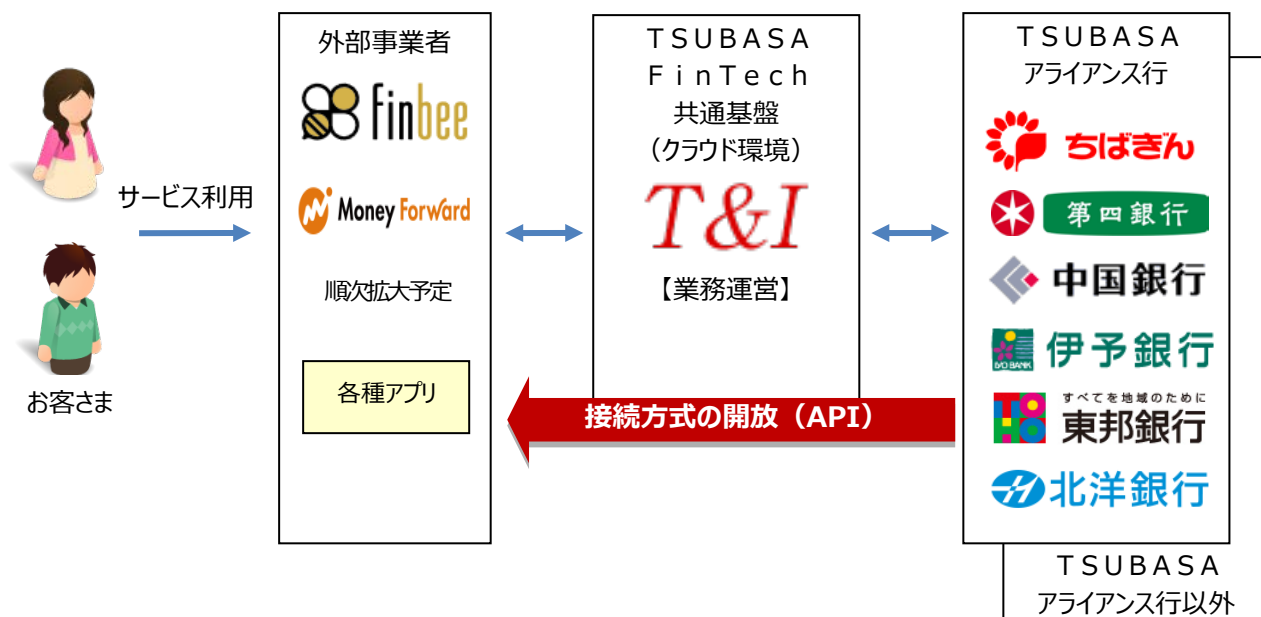 お客さま
サービス利用
外部事業者
finbee
Money Forward
順次拡大予定
各種アプリ
TSUBASA
FinTech
共通基盤
（クラウド環境）
T&I
【業務運営】
接続方式の開放（API）
TSUBASA
アライアンス行
ちばぎん
第四銀行
中国銀行
IYO BANK
伊予銀行
TOHO
すべてを地域のために
東邦銀行
北洋銀行
TSUBASA
アライアンス行以外